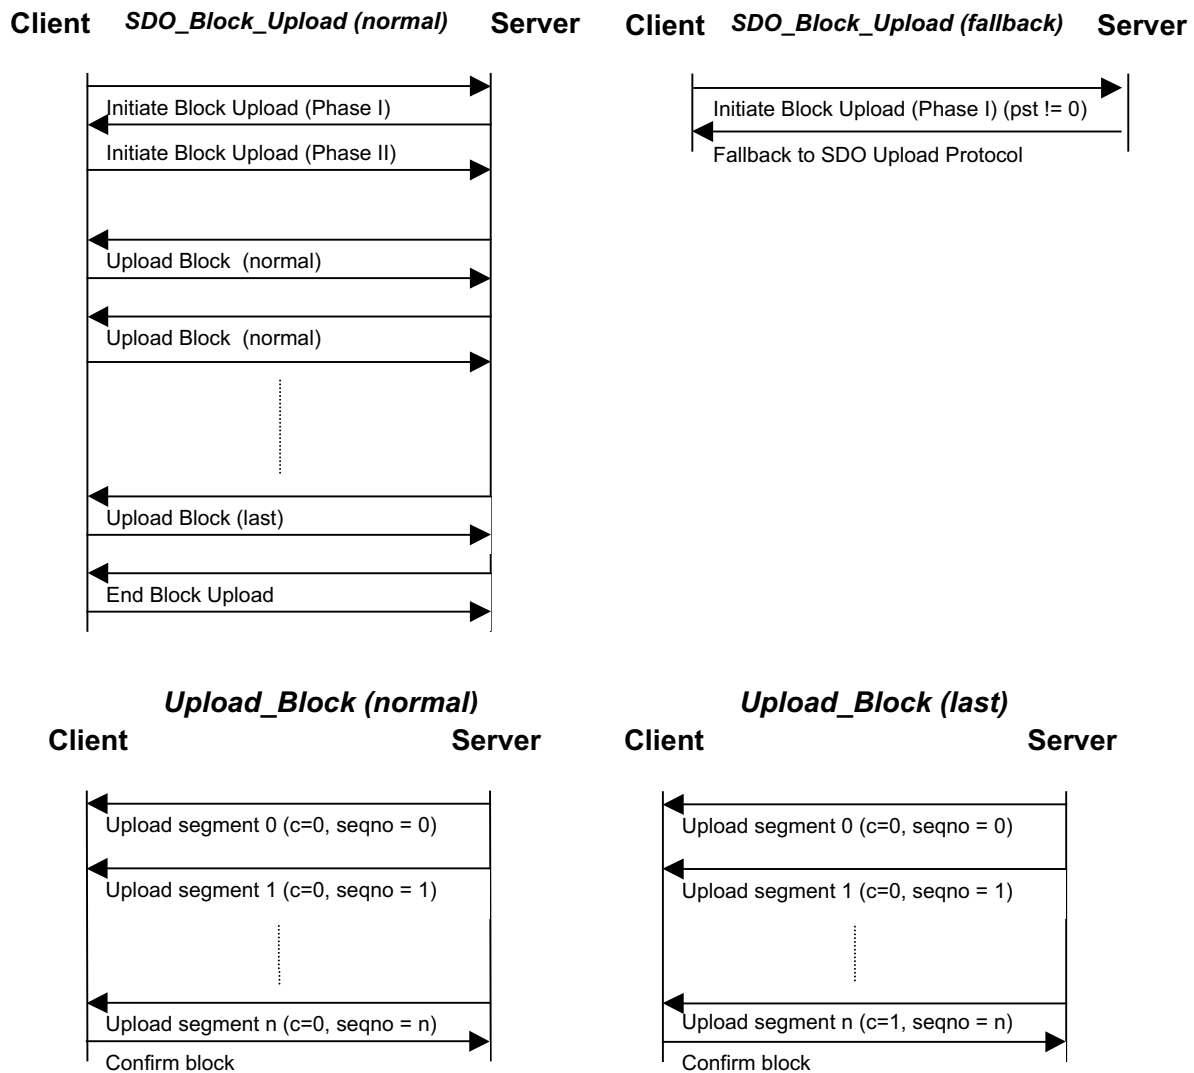 Client SDO_Block_Upload (normal) Server
Initiate Block Upload (Phase I)
Initiate Block Upload (Phase II)
Upload Block (normal)
Upload Block (normal)
Upload Block (last)
End Block Upload
Client SDO_Block_Upload (fallback) Server
Initiate Block Upload (Phase I) (pst != 0)
Fallback to SDO Upload Protocol
Upload_Block (normal)
Client Server
Upload segment 0 (c=0, seqno = 0)
Upload segment 1 (c=0, seqno = 1)
Upload segment n (c=0, seqno = n)
Confirm block
Upload_Block (last)
Client Server
Upload segment 0 (c=0, seqno = 0)
Upload segment 1 (c=0, seqno = 1)
Upload segment n (c=1, seqno = n)
Confirm block